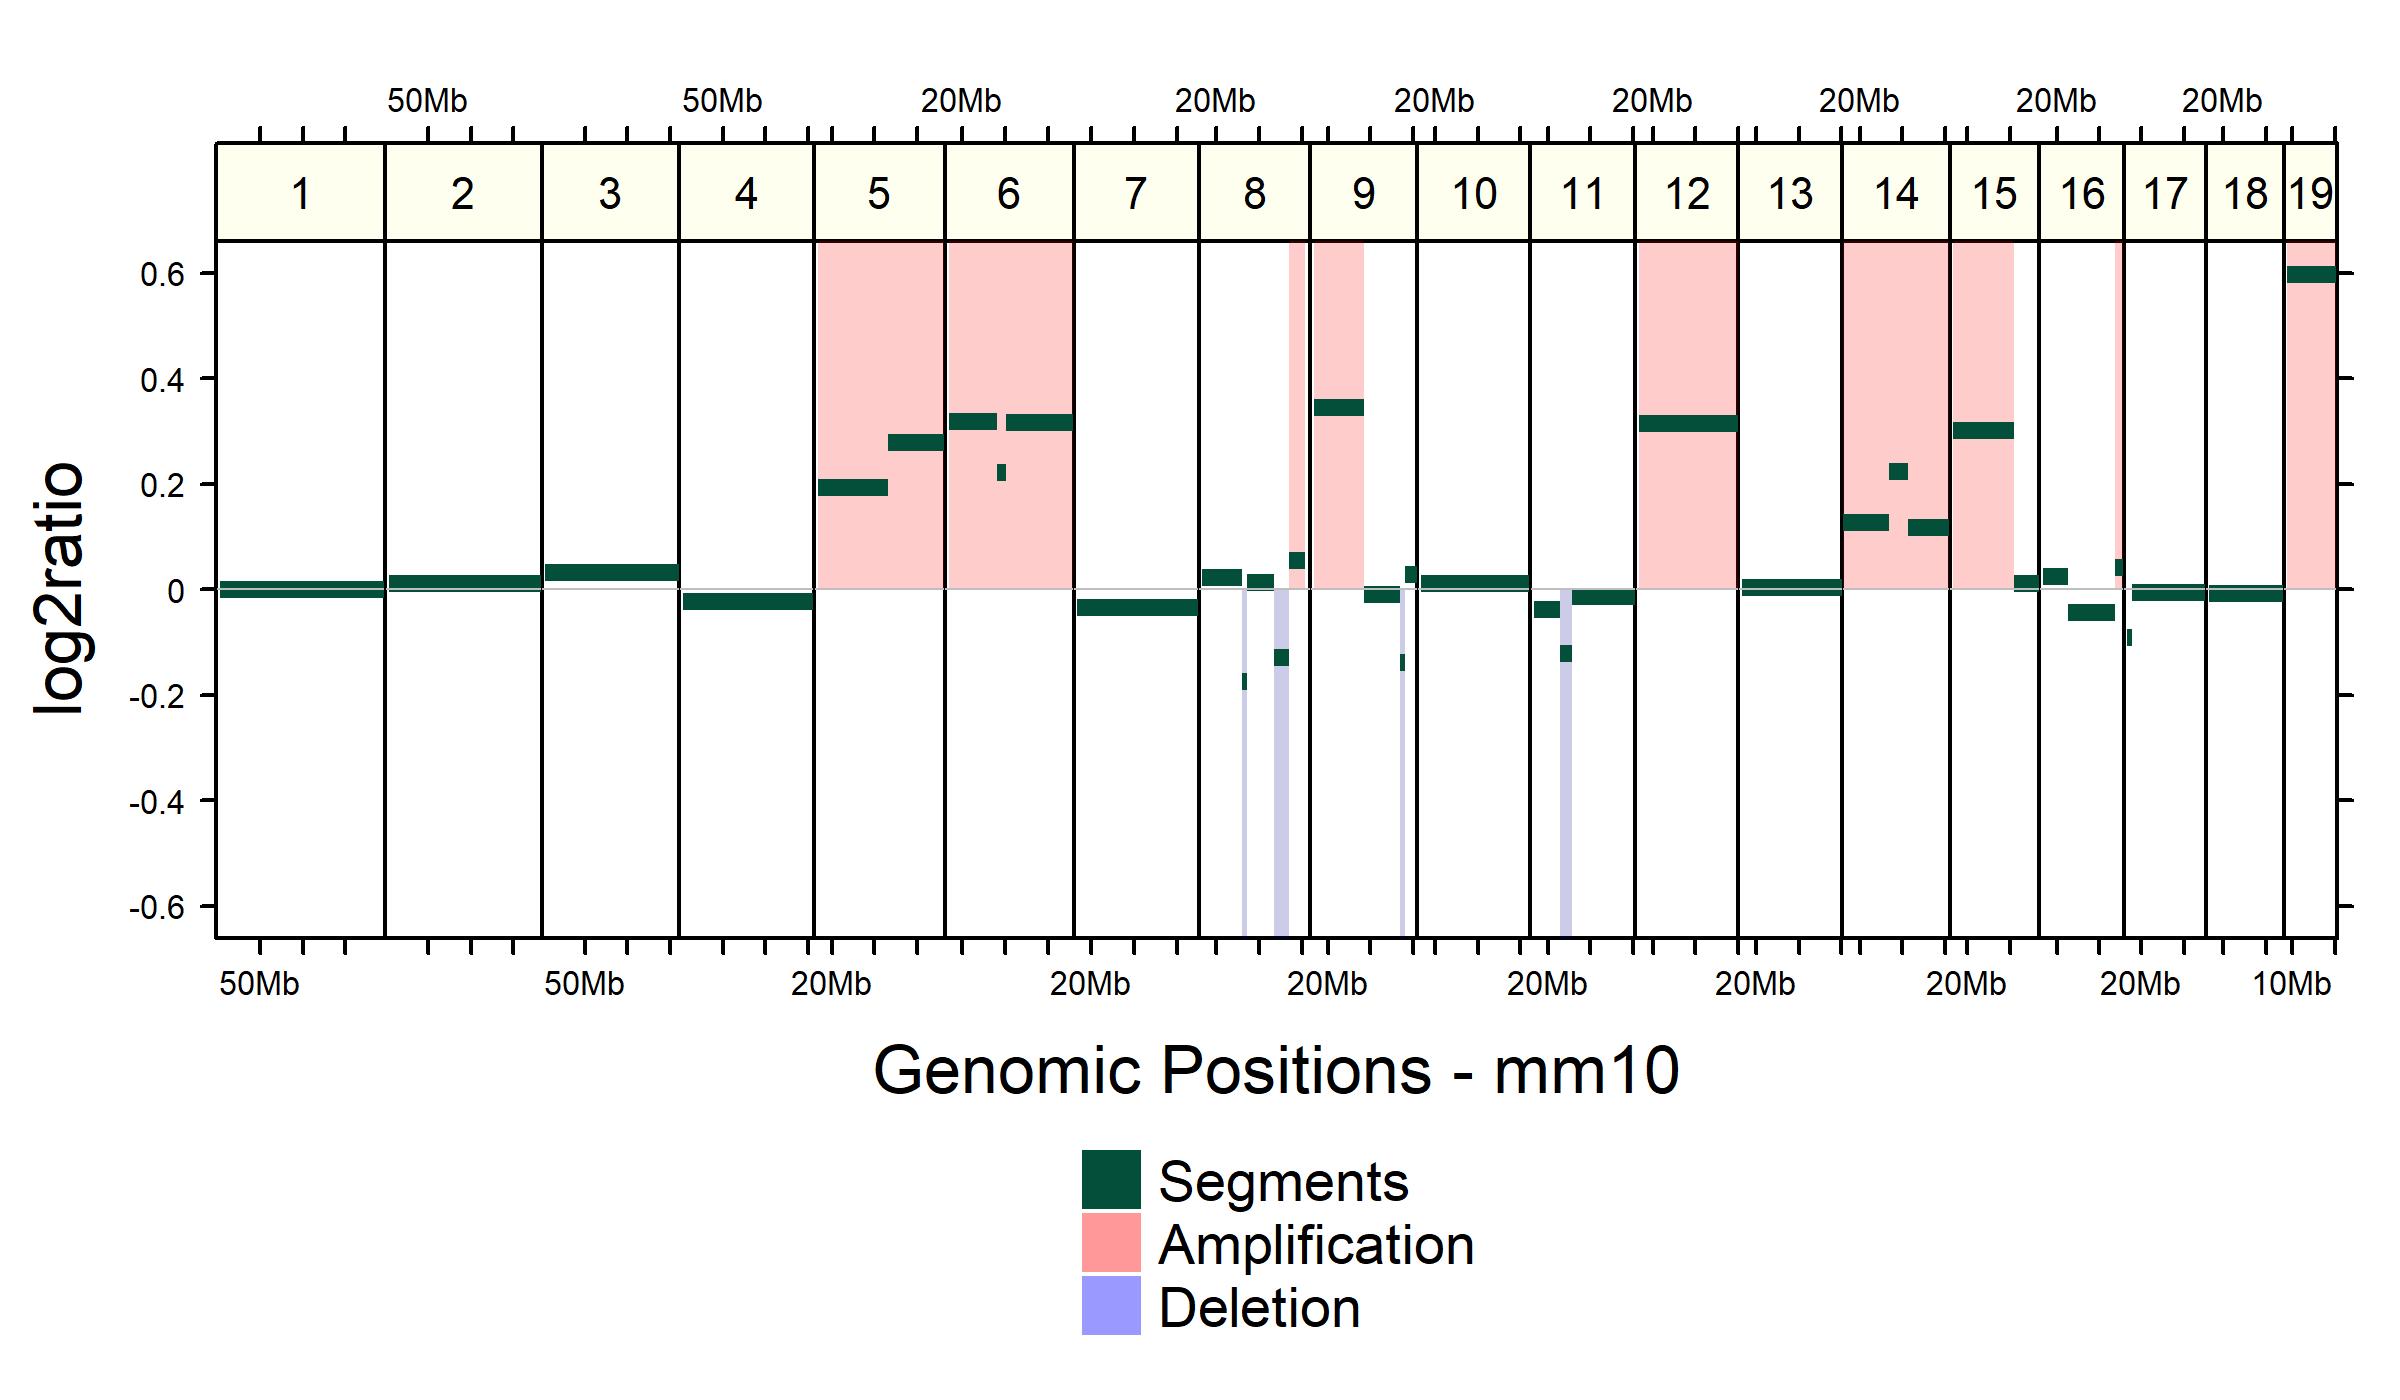 50Mb 50Mb 20Mb 20Mb 20Mb 20Mb 20Mb 20Mb 20Mb
1 2 3 4 5 6 7 8 9 10 11 12 13 14 15 16 17 18 19
0.6
0.4
0.2
0
-0.2
-0.4
-0.6
log2ratio
50Mb 50Mb 20Mb 20Mb 20Mb 20Mb 20Mb 20Mb 20Mb 10Mb
Genomic Positions - mm10
Segments
Amplification
Deletion